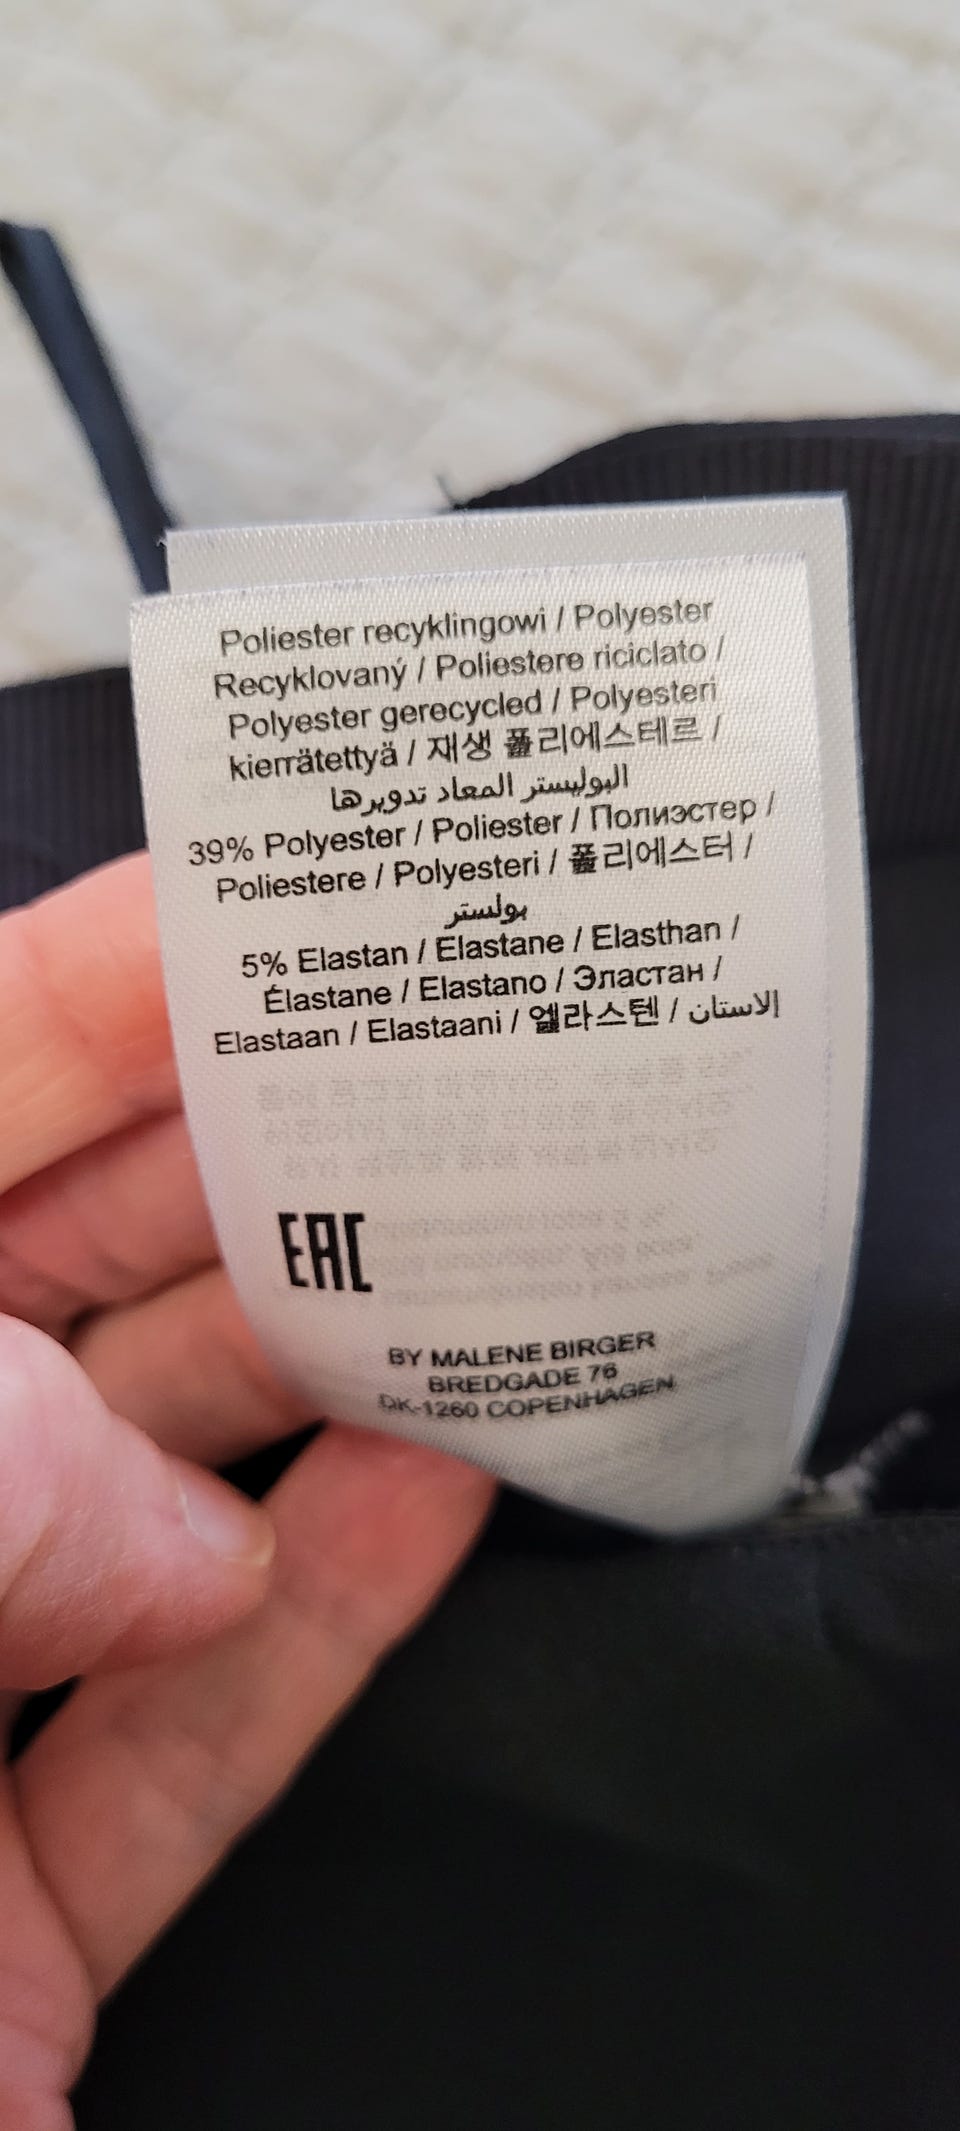 Poliester recyklingowi / Polyester
Recyklovaný / Poliestere riciclato /
Polyester gerecycled / Polyesteri
kierrätettyä / 재생 폴리에스테르 /
البوليستر المعاد تدويرها
39% Polyester / Poliester / Полиэстер /
Poliestere / Polyesteri / 폴리에스터 /
بولستر
5% Elastan / Elastane / Elasthan /
Élastane / Elastano / Эластан /
Elastaan / Elastaani / 엘라스텐 / الاستان
EAC
BY MALENE BIRGER
BREDGADE 76
DK-1260 COPENHAGEN